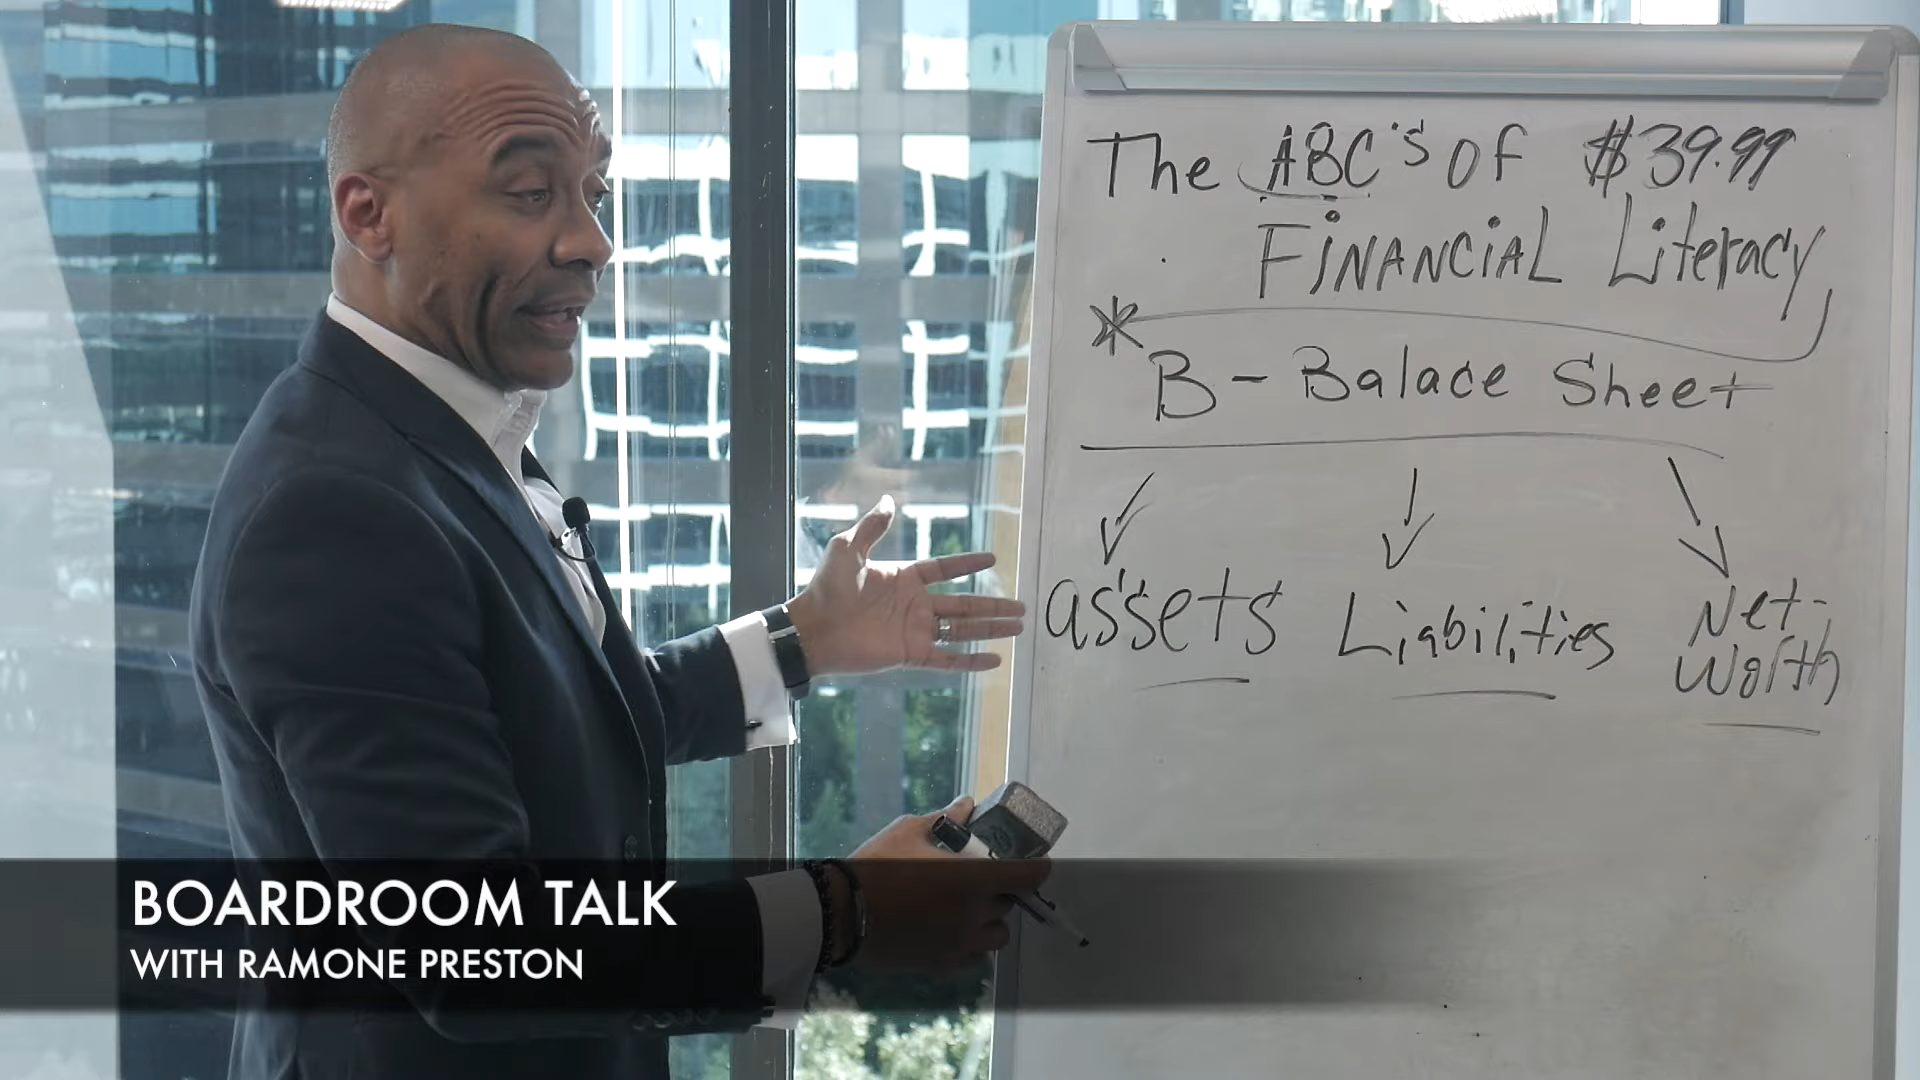 The ABC's Of $39.99
FINANCIAL Literacy
* B - Balace Sheet
assets Liabilities Net-
Worth
BOARDROOM TALK
WITH RAMONE PRESTON